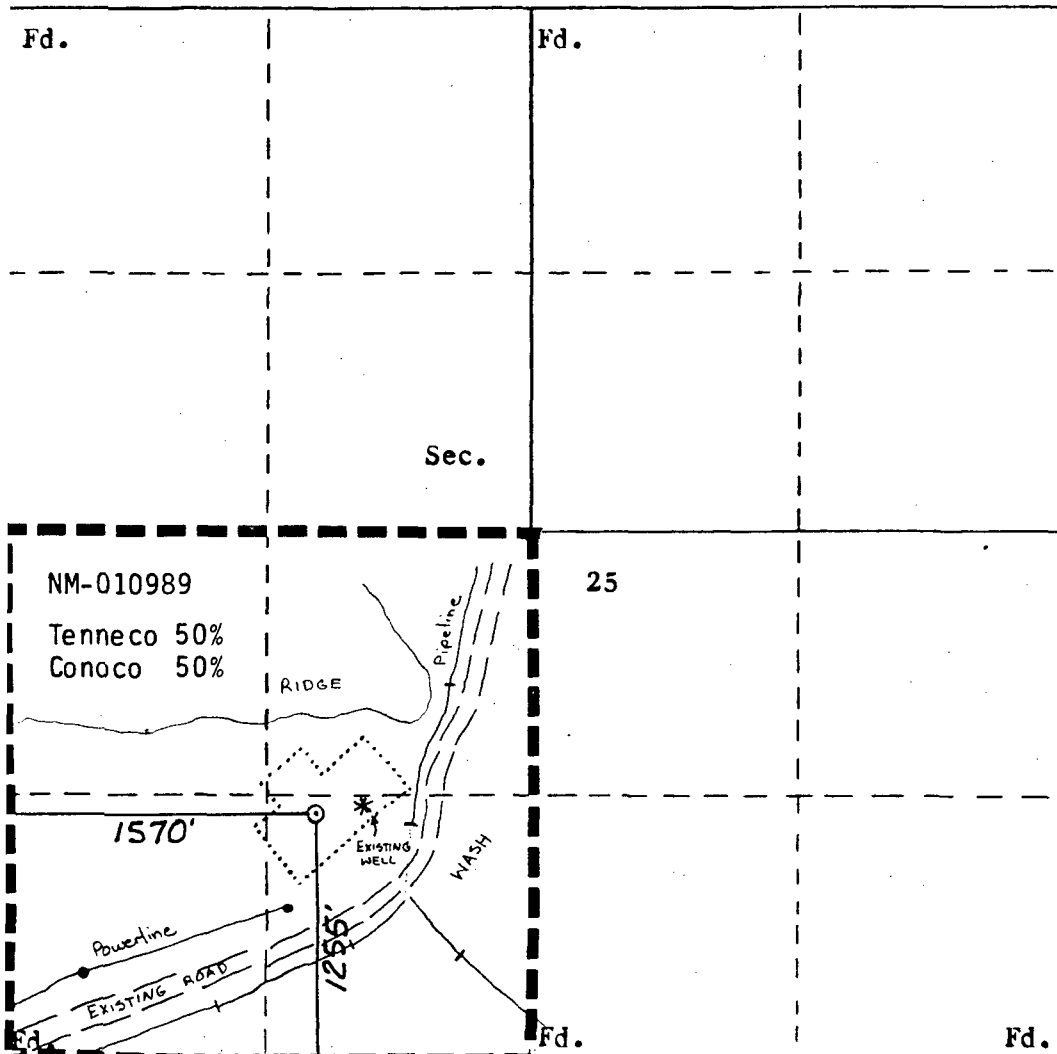 Fd. Fd.
Sec.
NM-010989
25
Tenneco 50%
Conoco 50%
Pipeline
RIDGE
1570'
EXISTING
WELL
WASH
Powerline
1255'
EXISTING ROAD
Fd. Fd. Fd.